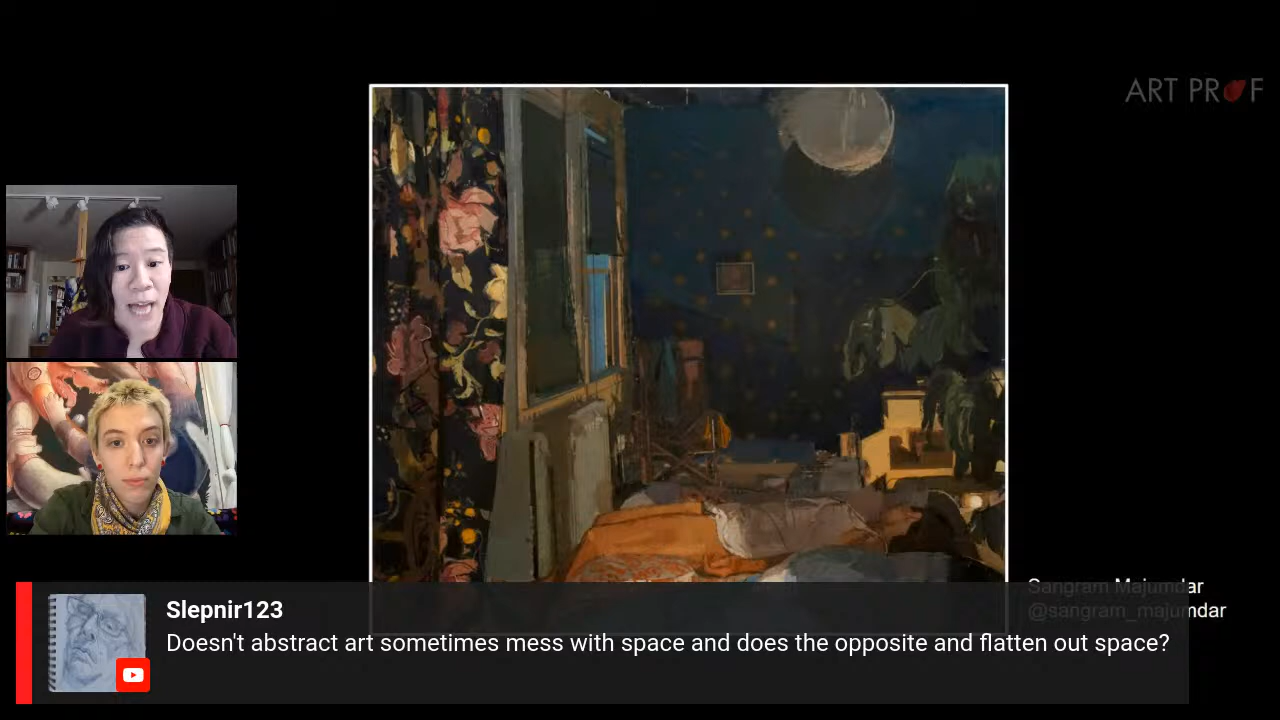 ART PROF
Sangram Majumdar
@sangram_majumdar
Slepnir123
Doesn't abstract art sometimes mess with space and does the opposite and flatten out space?